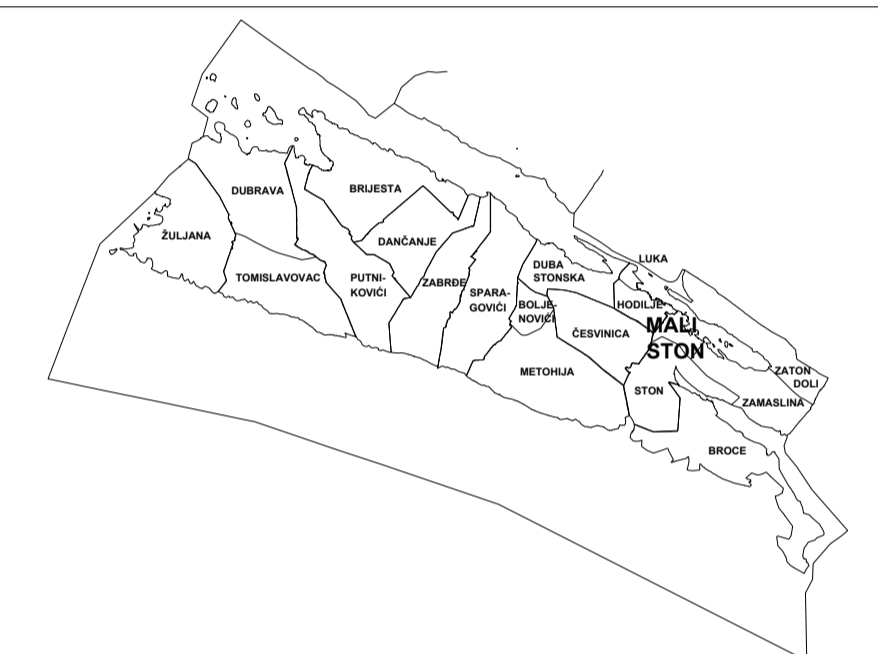 DUBRAVA
BRIJESTA
ŽULJANA
DANČANJE
TOMISLAVOVAC
PUTNI-
KOVIĆI
ZABRĐE
SPARA-
GOVIĆI
DUBA
STONSKA
LUKA
BOLJE-
NOVIĆI
HODILJE
ČESVINICA
MALI
STON
METOHIJA
STON
ZATON
DOLI
ZAMASLINA
BROCE